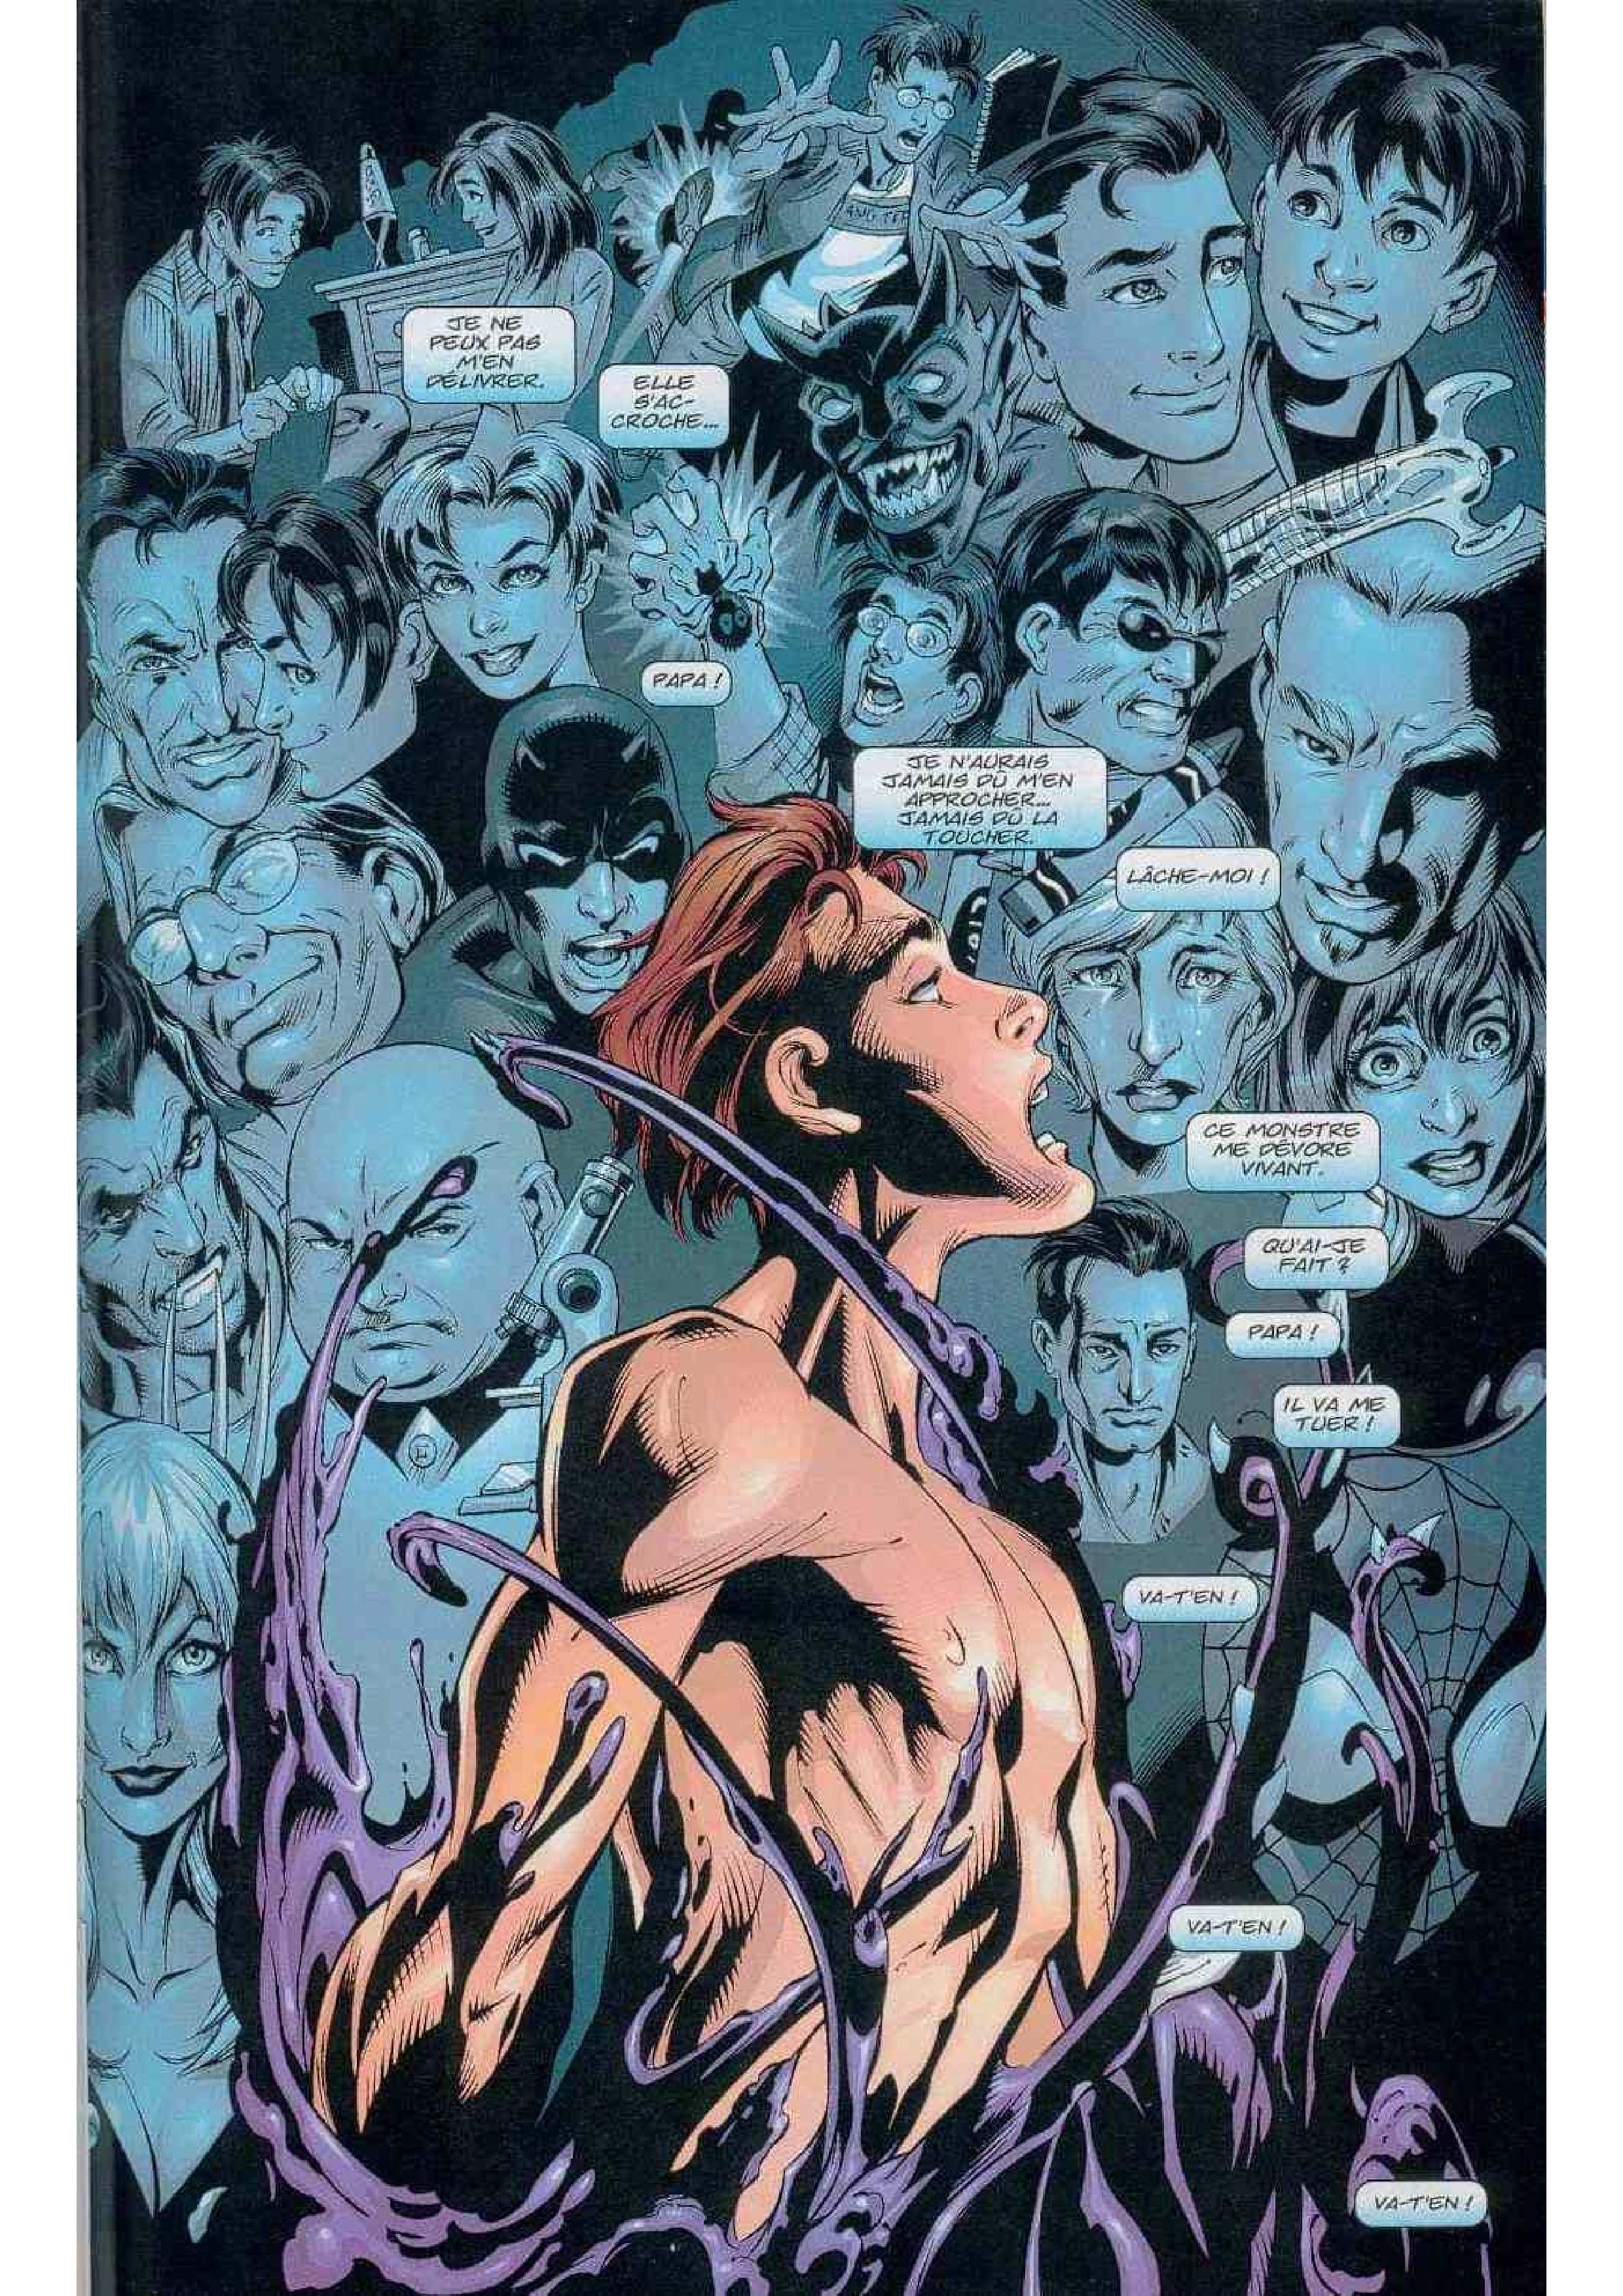 JE NE
PEUX PAS
M'EN
DÉLIVRER.
ELLE
S'AC-
CROCHE...
PAPA !
JE N'AURAIS
JAMAIS DÛ M'EN
APPROCHER...
JAMAIS DÛ LA
TOUCHER.
LÂCHE-MOI !
CE MONSTRE
ME DÉVORE
VIVANT.
QU'AI-JE
FAIT ?
PAPA !
IL VA ME
TUER !
VA-T'EN !
VA-T'EN !
VA-T'EN !